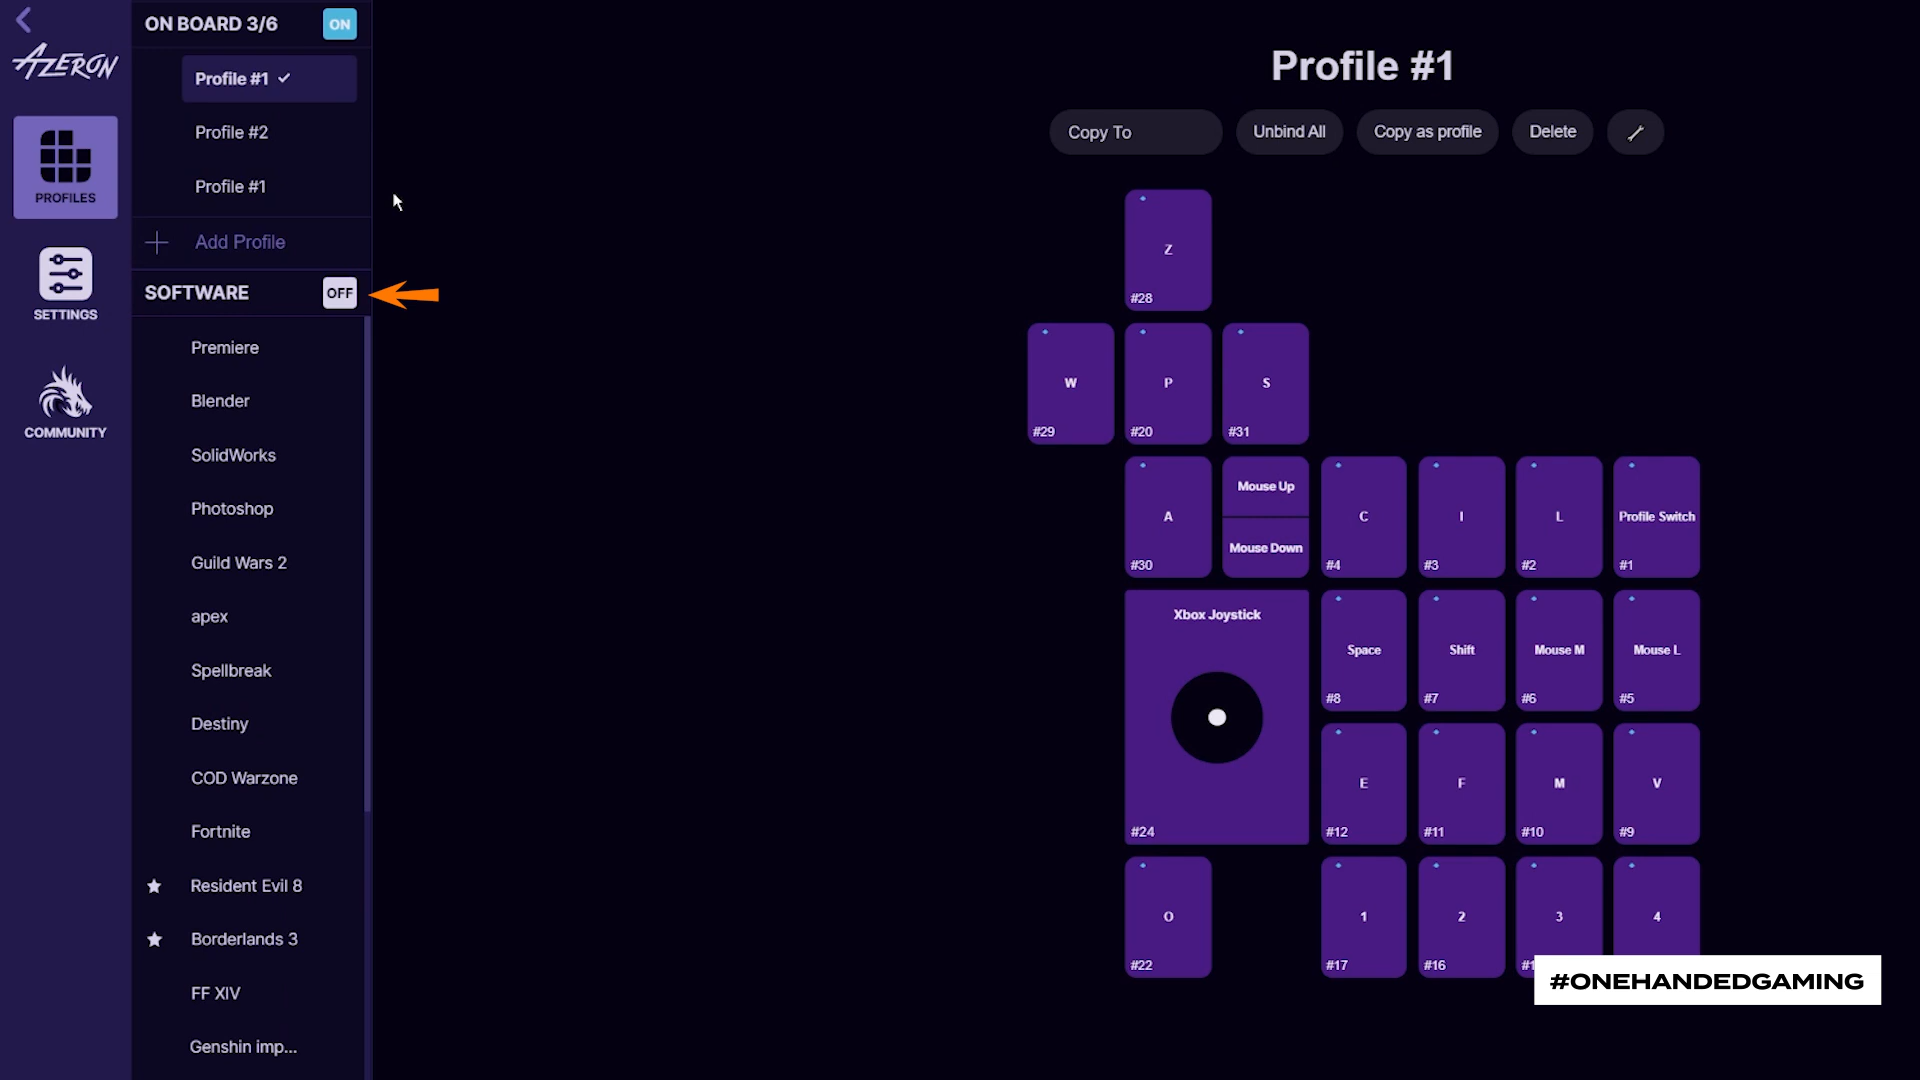 AZERON
PROFILES
SETTINGS
COMMUNITY
ON BOARD 3/6
ON
Profile #1
Profile #2
Profile #1
Add Profile
SOFTWARE
OFF
Premiere
Blender
SolidWorks
Photoshop
Guild Wars 2
apex
Spellbreak
Destiny
COD Warzone
Fortnite
Resident Evil 8
Borderlands 3
FF XIV
Genshin imp...
Profile #1
Copy To
Unbind All
Copy as profile
Delete
Z
#28
W
#29
P
#20
S
#31
A
#30
Mouse Up
Mouse Down
C
#4
I
#3
L
#2
Profile Switch
#1
Xbox Joystick
#24
Space
#8
Shift
#7
Mouse M
#6
Mouse L
#5
E
#12
F
#11
M
#10
V
#9
O
#22
1
#17
2
#16
3
4
#ONEHANDEDGAMING